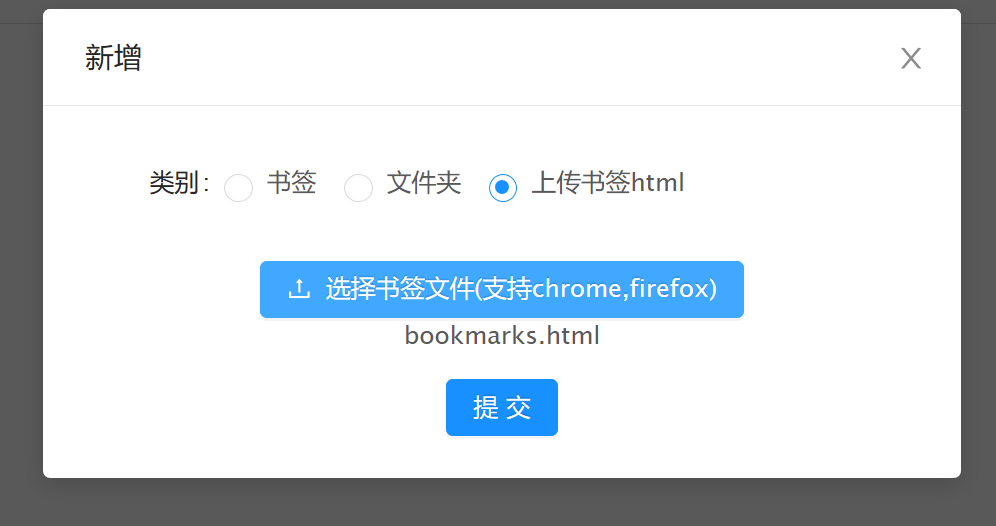 新增
类别: 书签 文件夹 上传书签html
选择书签文件(支持chrome,firefox)
bookmarks.html
提 交